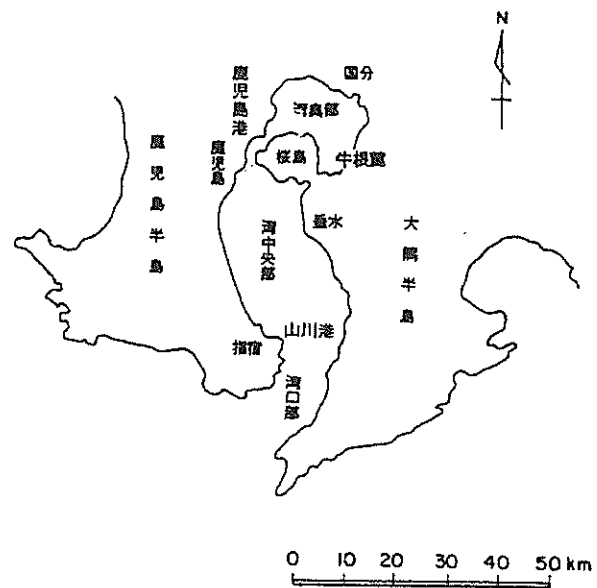 N
国分
鹿児島港
湾奥部
鹿児島
桜島
牛根麓
鹿児島半島
垂水
大隅半島
湾中央部
山川港
指宿
湾口部
0 10 20 30 40 50 km